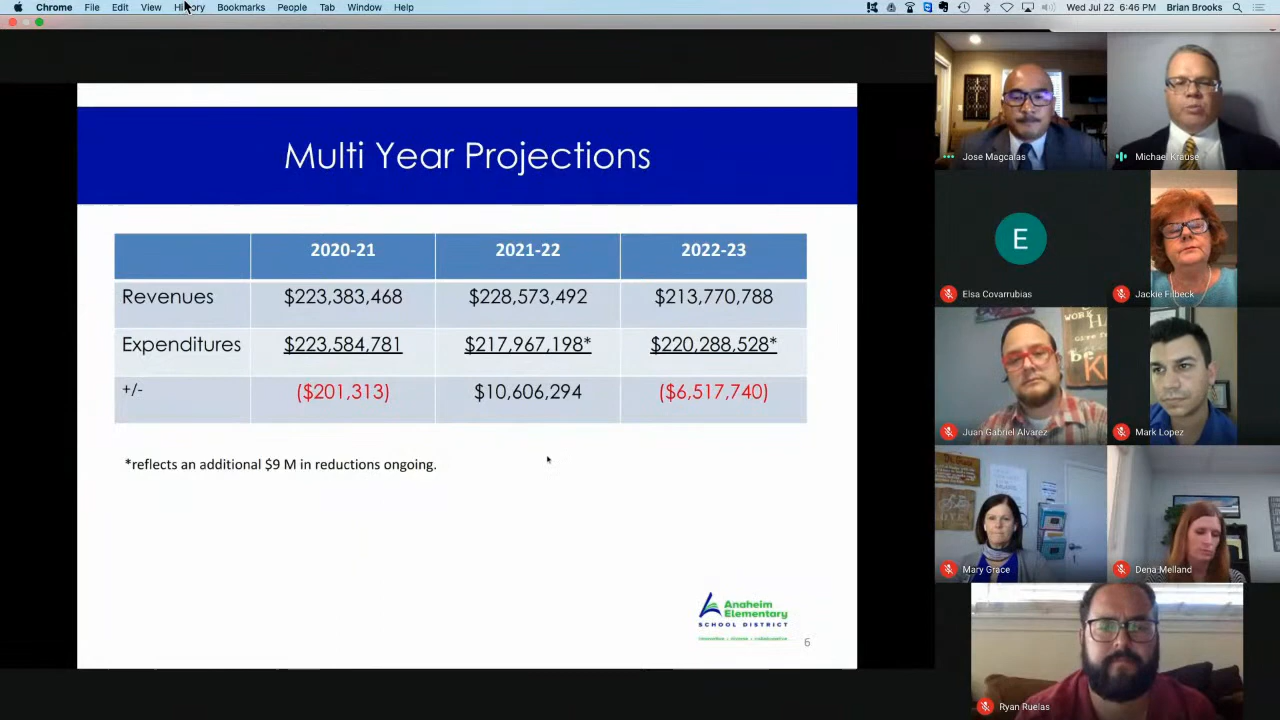 Chrome File Edit View History Bookmarks People Tab Window Help Wed Jul 22 6:46 PM Brian Brooks
Multi Year Projections
2020-21 2021-22 2022-23
Revenues $223,383,468 $228,573,492 $213,770,788
Expenditures $223,584,781 $217,967,198* $220,288,528*
+/- ($201,313) $10,606,294 ($6,517,740)
*reflects an additional $9 M in reductions ongoing.
Anaheim
Elementary
SCHOOL DISTRICT
6
Jose Magcalas
Michael Krause
E
Elsa Covarrubias
Jackie Filbeck
WORK
Juan Gabriel Alvarez
Mark Lopez
Mary Grace
Dena Melland
Ryan Ruelas